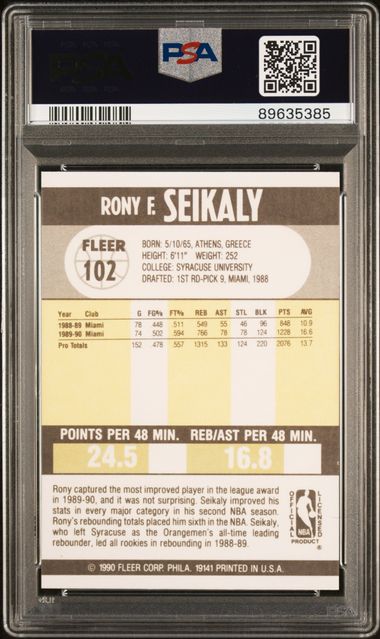 PSA
PSA
89635385
RONY F. SEIKALY
FLEER
102
BORN: 5/10/65, ATHENS, GREECE
HEIGHT: 6'11" WEIGHT: 252
COLLEGE: SYRACUSE UNIVERSITY
DRAFTED: 1ST RD-PICK 9, MIAMI, 1988
Year Club G FG% FT% REB AST STL BLK PTS AVG
1988-89 Miami 78 .448 .511 549 55 46 96 848 10.9
1989-90 Miami 74 .502 .594 766 78 78 124 1228 16.6
Pro Totals 152 .478 .557 1315 133 124 220 2076 13.7
POINTS PER 48 MIN. REB/AST PER 48 MIN.
24.5 16.8
Rony captured the most improved player in the league award
in 1989-90, and it was not surprising. Seikaly improved his
stats in every major category in his second NBA season.
Rony's rebounding totals placed him sixth in the NBA. Seikaly,
who left Syracuse as the Orangemen's all-time leading
rebounder, led all rookies in rebounding in 1988-89.
OFFICIAL LICENSED
NBA
PRODUCT ®
© 1990 FLEER CORP. PHILA. 19141 PRINTED IN U.S.A.